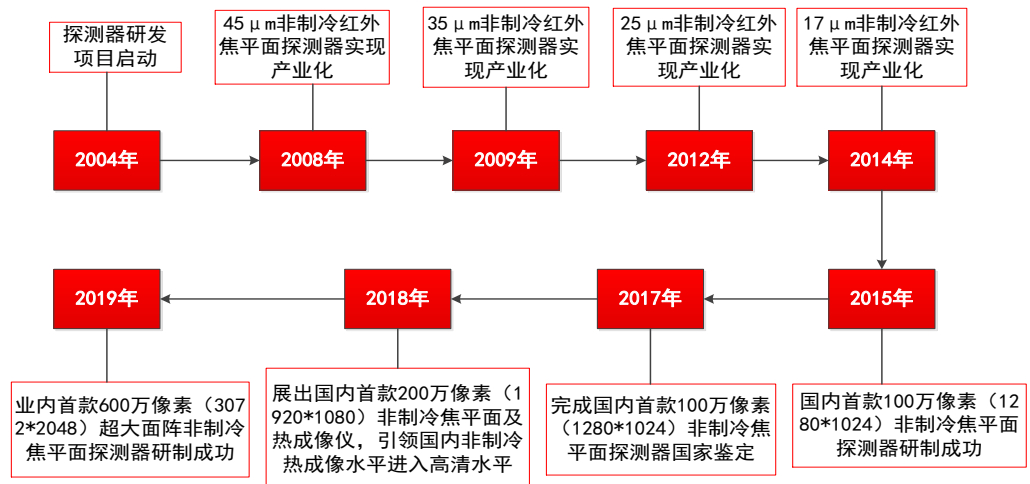 探测器研发
项目启动
45μm非制冷红外
焦平面探测器实现
产业化
35μm非制冷红外
焦平面探测器实
现产业化
25μm非制冷红外
焦平面探测器实
现产业化
17μm非制冷红外
焦平面探测器实
现产业化
2004年
2008年
2009年
2012年
2014年
2019年
2018年
2017年
2015年
业内首款600万像素（307
2*2048）超大面阵非制冷
焦平面探测器研制成功
展出国内首款200万像素（1
920*1080）非制冷焦平面及
热成像仪，引领国内非制冷
热成像水平进入高清水平
完成国内首款100万像素
（1280*1024）非制冷焦
平面探测器国家鉴定
国内首款100万像素（12
80*1024）非制冷焦平面
探测器研制成功